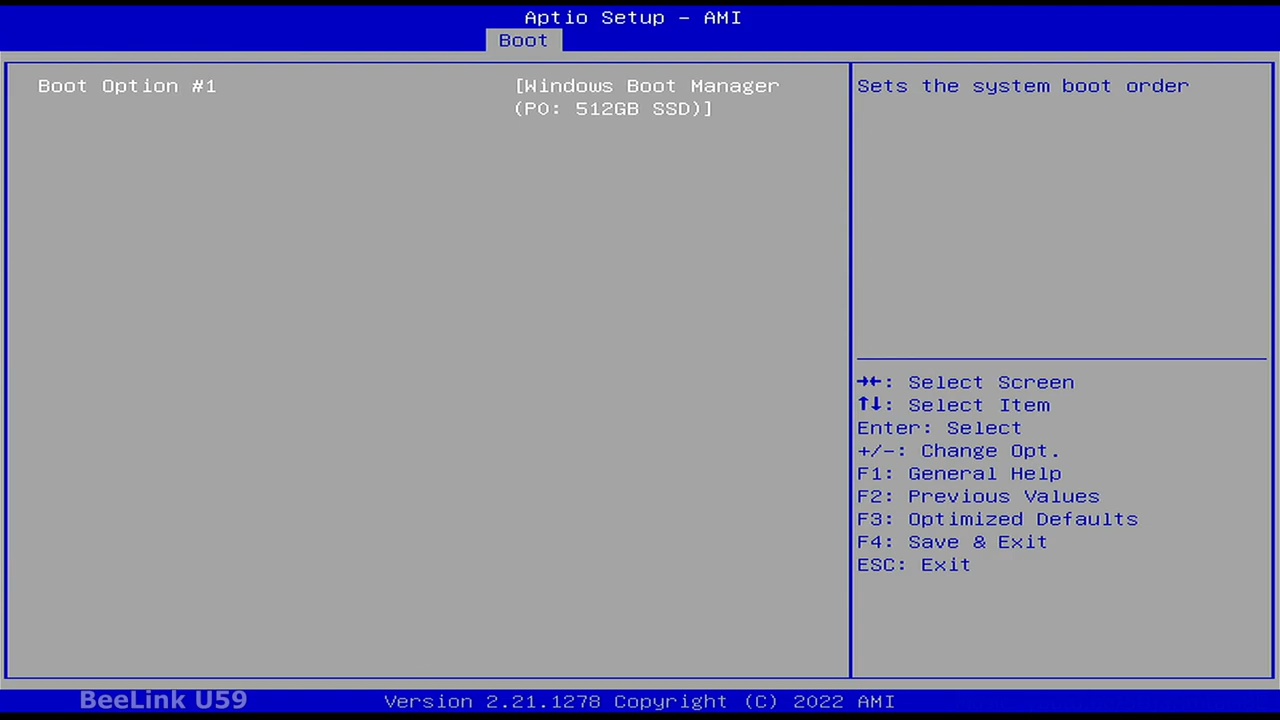 Aptio Setup – AMI
Boot
Boot Option #1
[Windows Boot Manager
(P0: 512GB SSD)]
Sets the system boot order
→←: Select Screen
↑↓: Select Item
Enter: Select
+/-: Change Opt.
F1: General Help
F2: Previous Values
F3: Optimized Defaults
F4: Save & Exit
ESC: Exit
BeeLink U59
Version 2.21.1278 Copyright (C) 2022 AMI